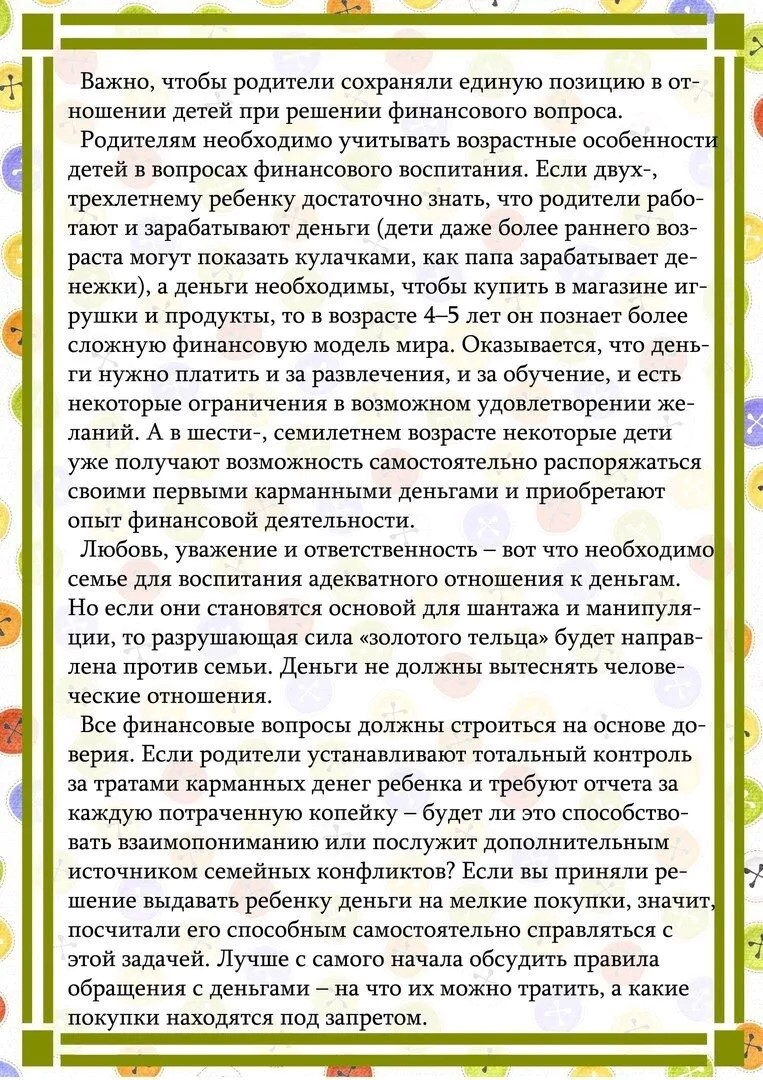 Важно, чтобы родители сохраняли единую позицию в от-
ношении детей при решении финансового вопроса.
Родителям необходимо учитывать возрастные особенности
детей в вопросах финансового воспитания. Если двух-,
трехлетнему ребенку достаточно знать, что родители рабо-
тают и зарабатывают деньги (дети даже более раннего воз-
раста могут показать кулачками, как папа зарабатывает де-
нежки), а деньги необходимы, чтобы купить в магазине иг-
рушки и продукты, то в возрасте 4–5 лет он познает более
сложную финансовую модель мира. Оказывается, что день-
ги нужно платить и за развлечения, и за обучение, и есть
некоторые ограничения в возможном удовлетворении же-
ланий. А в шести-, семилетнем возрасте некоторые дети
уже получают возможность самостоятельно распоряжаться
своими первыми карманными деньгами и приобретают
опыт финансовой деятельности.
Любовь, уважение и ответственность – вот что необходимо
семье для воспитания адекватного отношения к деньгам.
Но если они становятся основой для шантажа и манипуля-
ции, то разрушающая сила «золотого тельца» будет направ-
лена против семьи. Деньги не должны вытеснять челове-
ческие отношения.
Все финансовые вопросы должны строиться на основе до-
верия. Если родители устанавливают тотальный контроль
за тратами карманных денег ребенка и требуют отчета за
каждую потраченную копейку – будет ли это способство-
вать взаимопониманию или послужит дополнительным
источником семейных конфликтов? Если вы приняли ре-
шение выдавать ребенку деньги на мелкие покупки, значит,
посчитали его способным самостоятельно справляться с
этой задачей. Лучше с самого начала обсудить правила
обращения с деньгами – на что их можно тратить, а какие
покупки находятся под запретом.